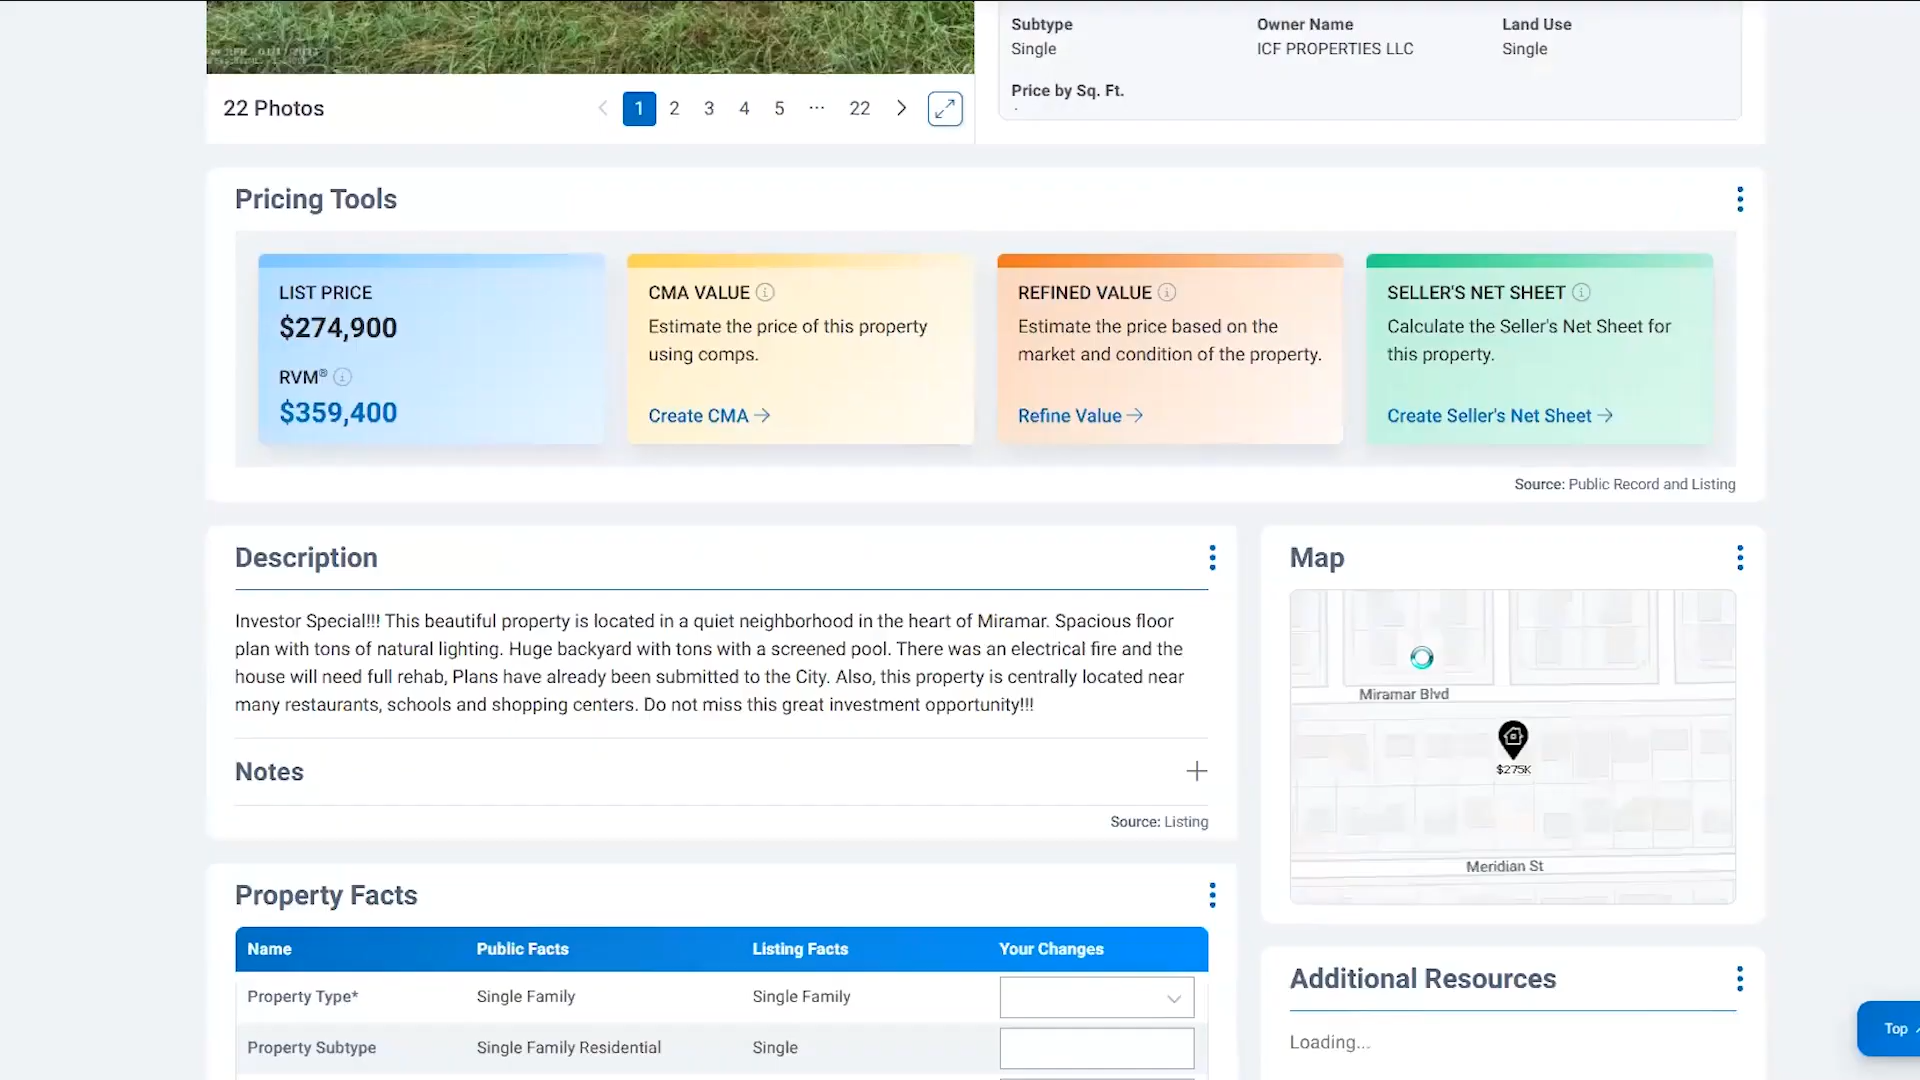 Subtype
Owner Name
Land Use
Single
ICF PROPERTIES LLC
Single
Price by Sq. Ft.
22 Photos
1 2 3 4 5 ... 22
Pricing Tools
LIST PRICE
$274,900
RVM®
$359,400
CMA VALUE
Estimate the price of this property
using comps.
Create CMA
REFINED VALUE
Estimate the price based on the
market and condition of the property.
Refine Value
SELLER'S NET SHEET
Calculate the Seller's Net Sheet for
this property.
Create Seller's Net Sheet
Source: Public Record and Listing
Description
Investor Special!!! This beautiful property is located in a quiet neighborhood in the heart of Miramar. Spacious floor
plan with tons of natural lighting. Huge backyard with tons with a screened pool. There was an electrical fire and the
house will need full rehab, Plans have already been submitted to the City. Also, this property is centrally located near
many restaurants, schools and shopping centers. Do not miss this great investment opportunity!!!
Notes
Source: Listing
Map
Miramar Blvd
$275K
Meridian St
Property Facts
Name Public Facts Listing Facts Your Changes
Property Type* Single Family Single Family
Property Subtype Single Family Residential Single
Additional Resources
Loading...
Top